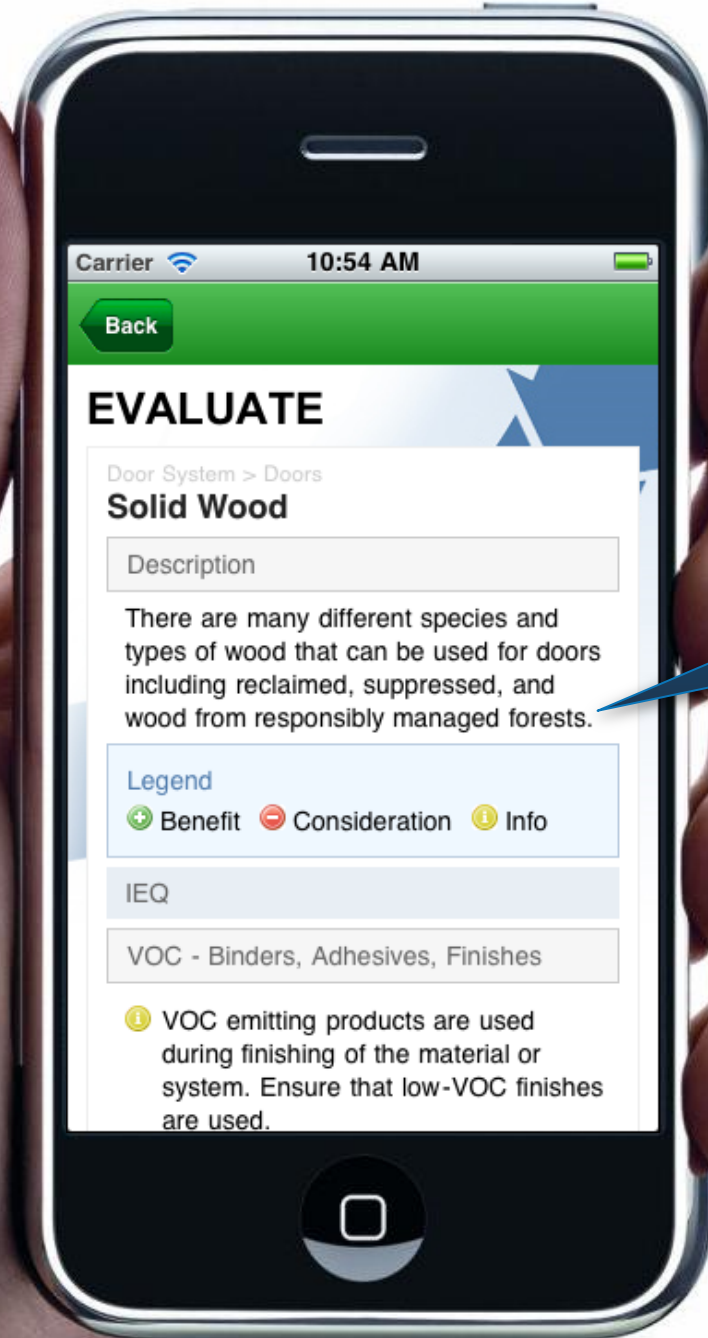 Carrier 10:54 AM
Back
EVALUATE
Door System > Doors
Solid Wood
Description
There are many different species and
types of wood that can be used for doors
including reclaimed, suppressed, and
wood from responsibly managed forests.
Legend
Benefit Consideration Info
IEQ
VOC - Binders, Adhesives, Finishes
VOC emitting products are used
during finishing of the material or
system. Ensure that low-VOC finishes
are used.